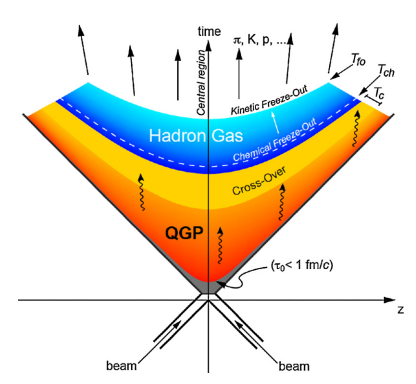 time
π, K, p, ...
Central region
T_fo
T_ch
T_c
Kinetic Freeze-Out
Hadron Gas
Chemical Freeze-Out
Cross-Over
QGP
(τ₀< 1 fm/c)
z
beam
beam